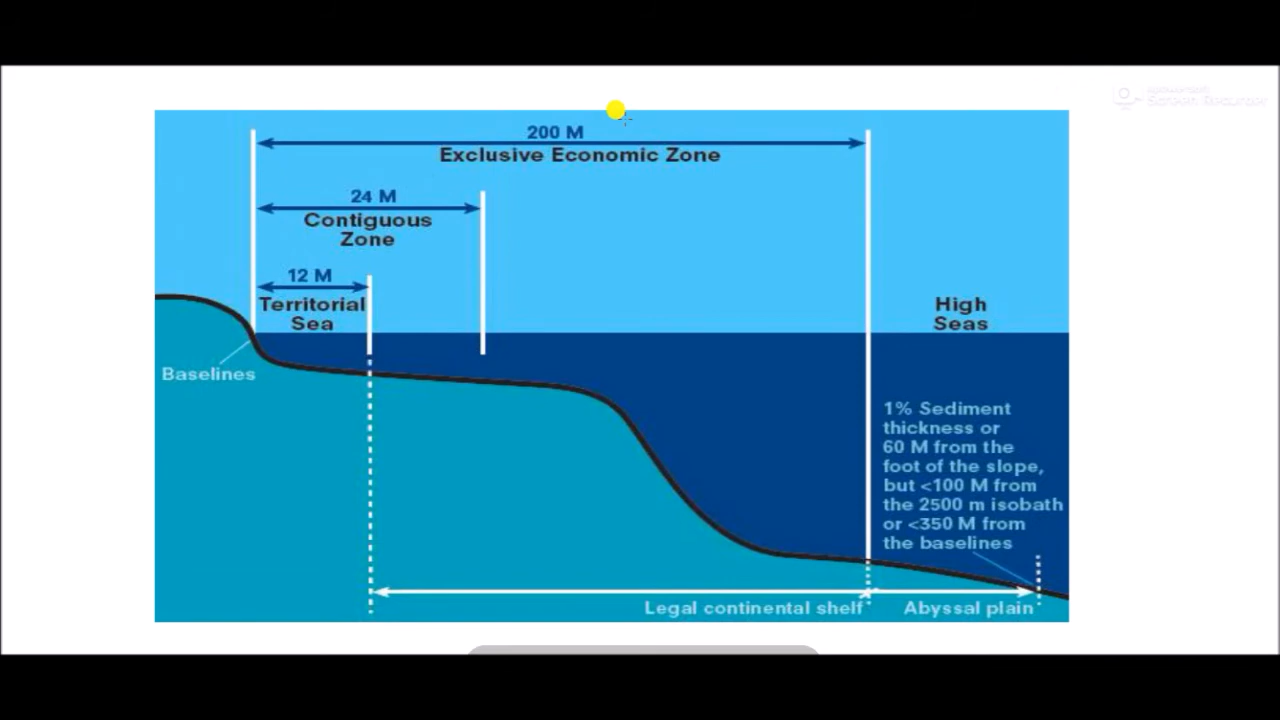 200 M
Exclusive Economic Zone
24 M
Contiguous
Zone
12 M
Territorial
Sea
High
Seas
Baselines
1% Sediment
thickness or
60 M from the
foot of the slope,
but <100 M from
the 2500 m isobath
or <350 M from
the baselines
Legal continental shelf
Abyssal plain
Screen Recorder